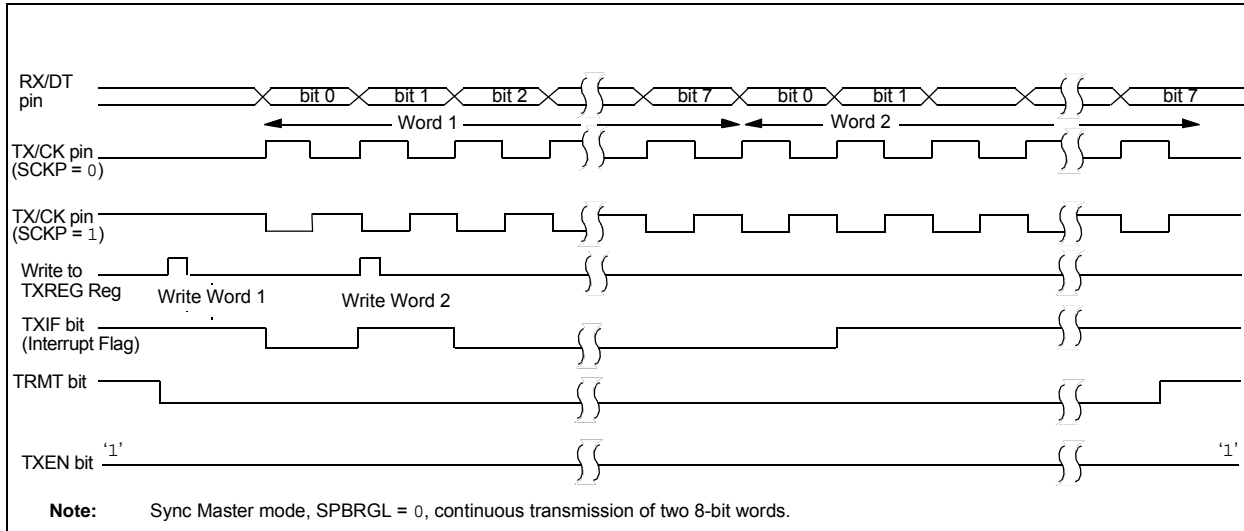 RX/DT
pin
bit 0 bit 1 bit 2 bit 7 bit 0 bit 1 bit 7
Word 1 Word 2
TX/CK pin
(SCKP = 0)
TX/CK pin
(SCKP = 1)
Write to
TXREG Reg
Write Word 1 Write Word 2
TXIF bit
(Interrupt Flag)
TRMT bit
TXEN bit ‘1’ ‘1’
Note: Sync Master mode, SPBRGL = 0, continuous transmission of two 8-bit words.